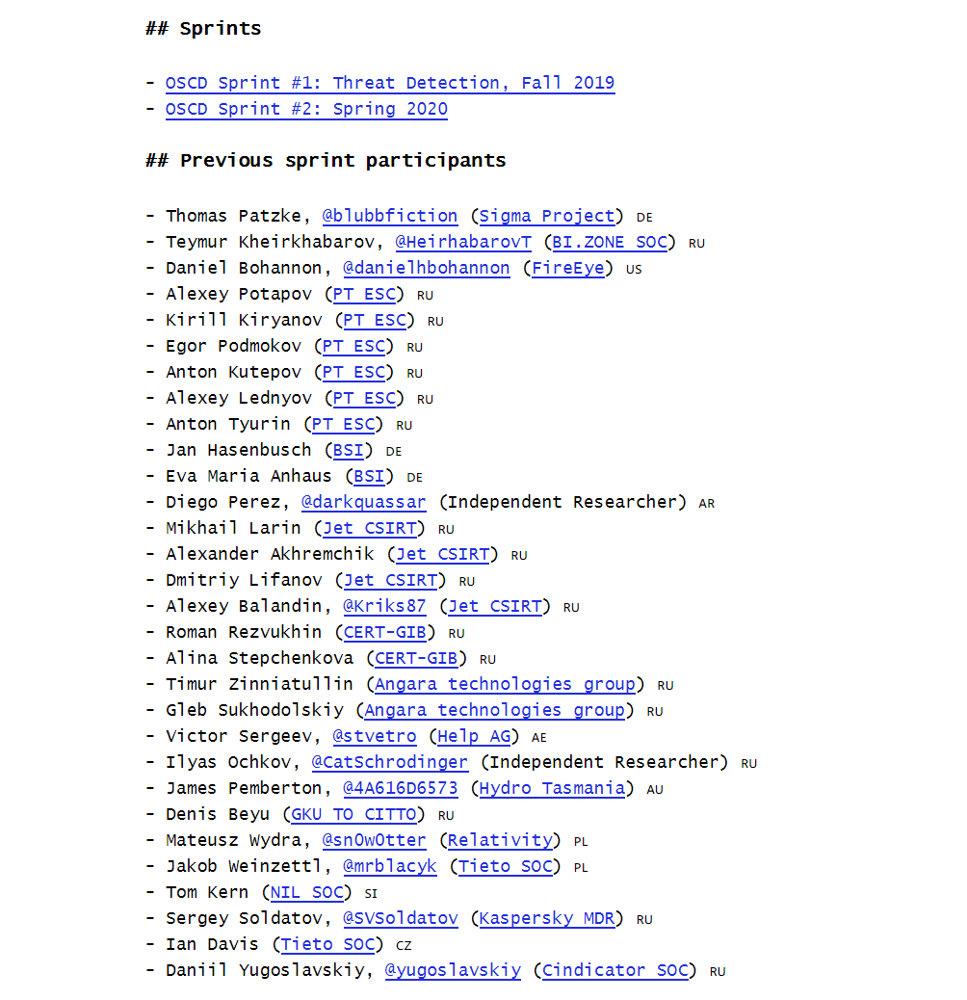 ## Sprints
- OSCD Sprint #1: Threat Detection, Fall 2019
- OSCD Sprint #2: Spring 2020
## Previous sprint participants
- Thomas Patzke, @blubbfiction (Sigma Project) DE
- Teymur Kheirkhabarov, @HeirhabarovT (BI.ZONE SOC) RU
- Daniel Bohannon, @danielhbohannon (FireEye) US
- Alexey Potapov (PT ESC) RU
- Kirill Kiryanov (PT ESC) RU
- Egor Podmokov (PT ESC) RU
- Anton Kutepov (PT ESC) RU
- Alexey Lednyov (PT ESC) RU
- Anton Tyurin (PT ESC) RU
- Jan Hasenbusch (BSI) DE
- Eva Maria Anhaus (BSI) DE
- Diego Perez, @darkquassar (Independent Researcher) AR
- Mikhail Larin (Jet CSIRT) RU
- Alexander Akhremchik (Jet CSIRT) RU
- Dmitriy Lifanov (Jet CSIRT) RU
- Alexey Balandin, @Kriks87 (Jet CSIRT) RU
- Roman Rezvukhin (CERT-GIB) RU
- Alina Stepchenkova (CERT-GIB) RU
- Timur Zinniatullin (Angara technologies group) RU
- Gleb Sukhodolskiy (Angara technologies group) RU
- Victor Sergeev, @stvetro (Help AG) AE
- Ilyas Ochkov, @CatSchrodinger (Independent Researcher) RU
- James Pemberton, @4A616D6573 (Hydro Tasmania) AU
- Denis Beyu (GKU TO CITTO) RU
- Mateusz Wydra, @sn0w0tter (Relativity) PL
- Jakob Weinzettl, @mrblacyk (Tieto SOC) PL
- Tom Kern (NIL SOC) SI
- Sergey Soldatov, @SVSoldatov (Kaspersky MDR) RU
- Ian Davis (Tieto SOC) CZ
- Daniil Yugoslavskiy, @yugoslavskiy (Cindicator SOC) RU